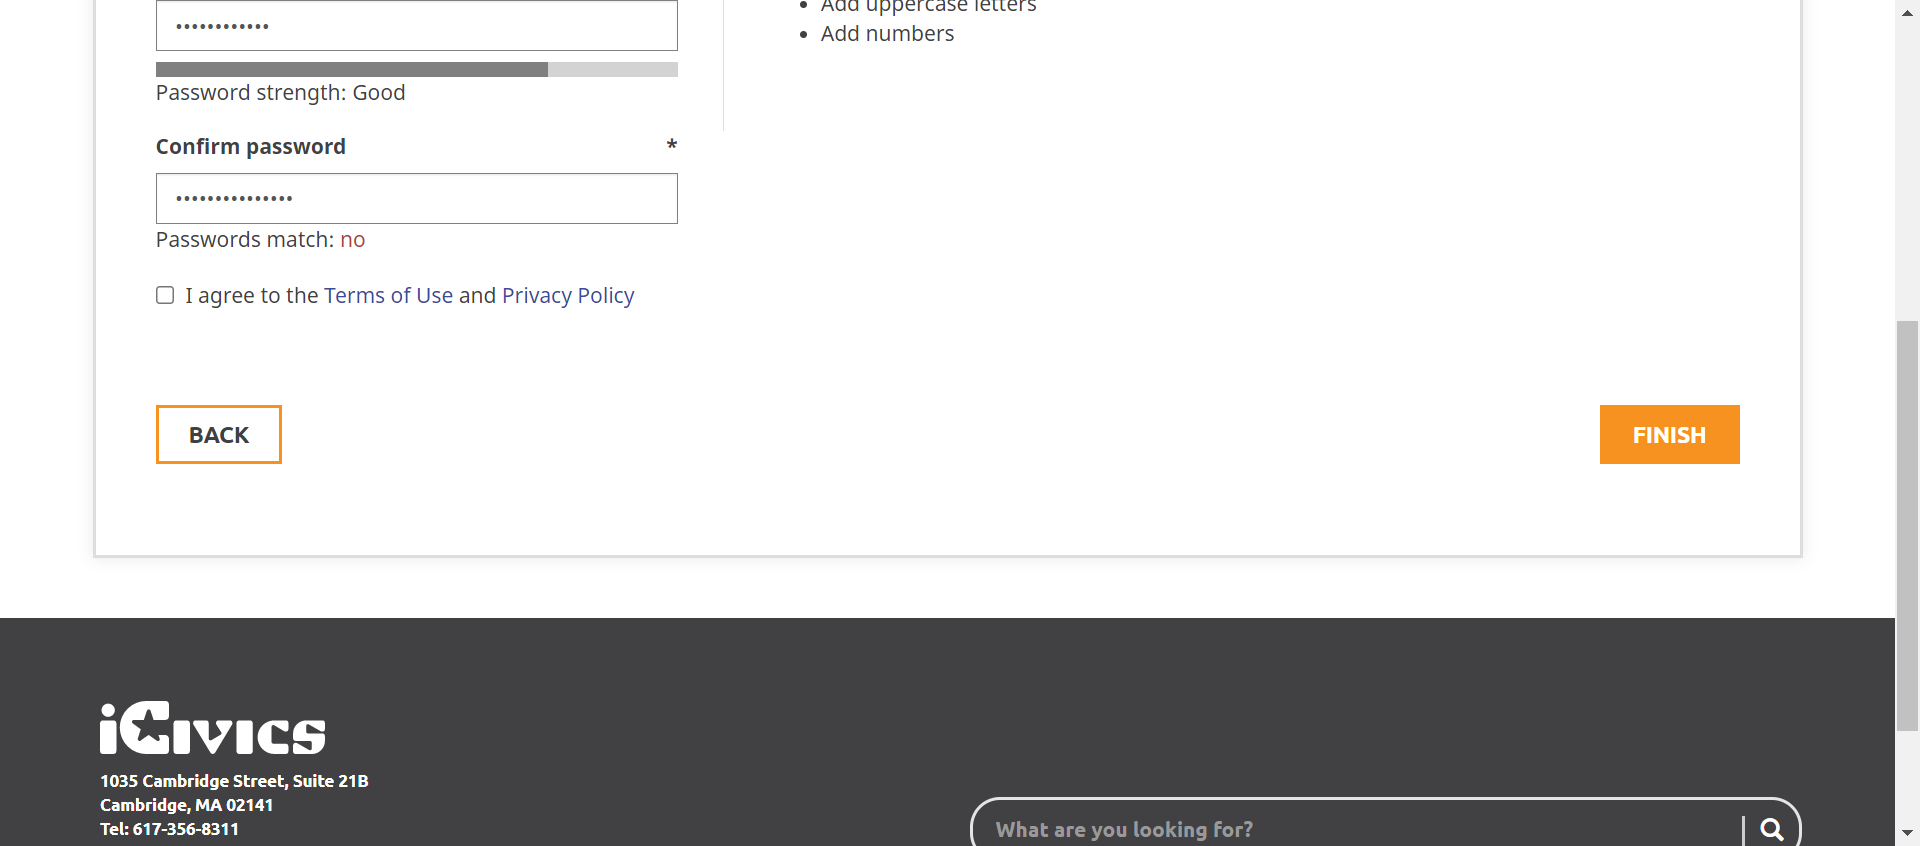 ••••••••••••
Add uppercase letters
Add numbers
Password strength: Good
Confirm password *
•••••••••••••••
Passwords match: no
I agree to the Terms of Use and Privacy Policy
BACK
FINISH
iCivics
1035 Cambridge Street, Suite 21B
Cambridge, MA 02141
Tel: 617-356-8311
What are you looking for?